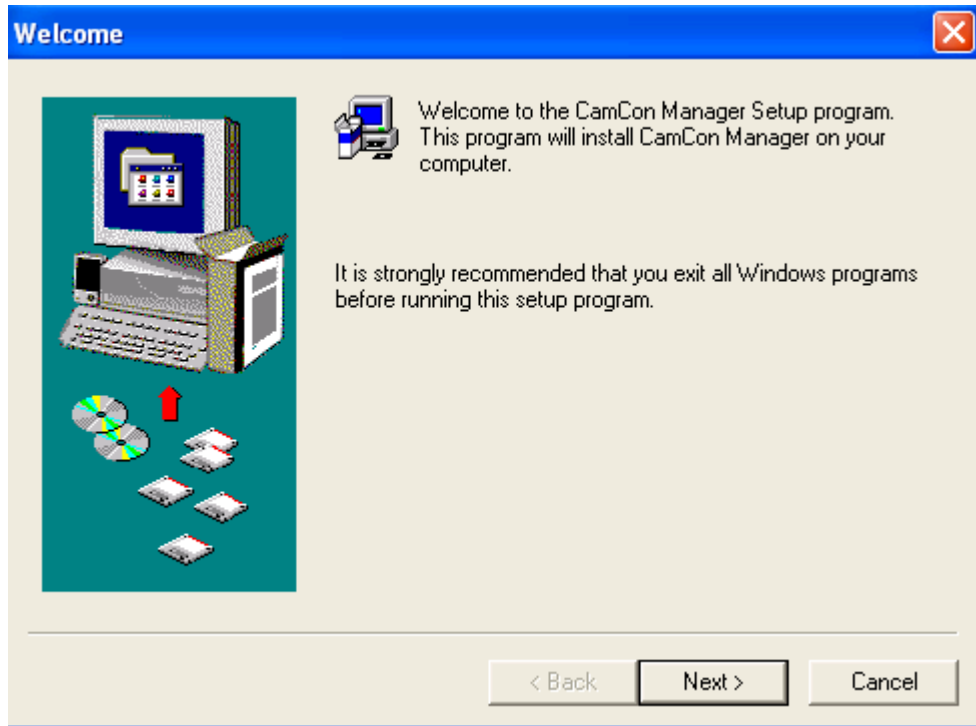 Welcome
Welcome to the CamCon Manager Setup program.
This program will install CamCon Manager on your
computer.
It is strongly recommended that you exit all Windows programs
before running this setup program.
< Back
Next >
Cancel